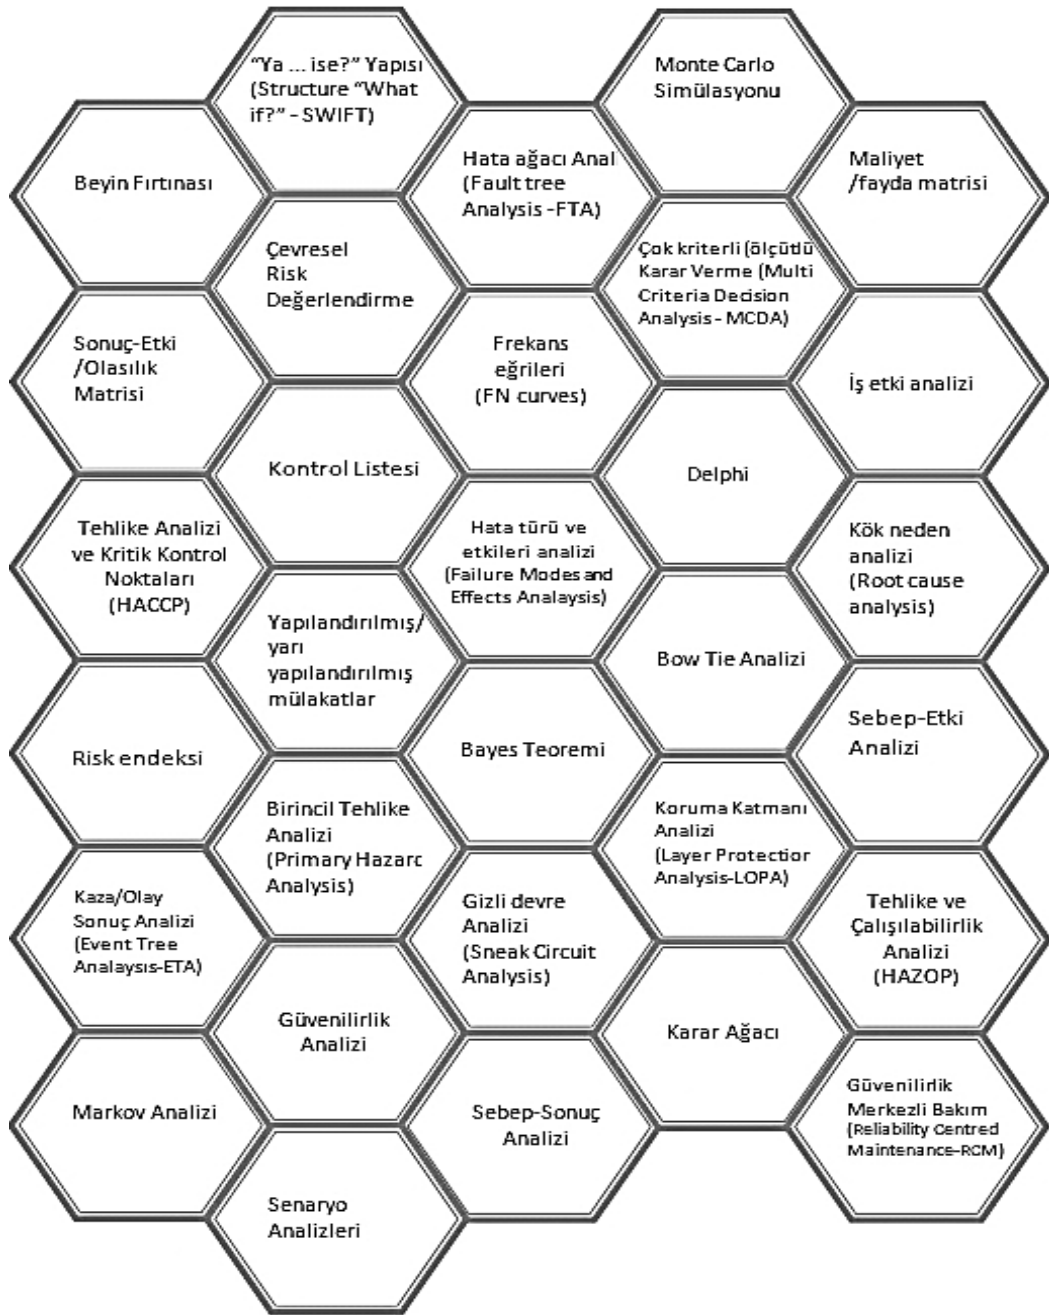 "Ya ... ise?" Yapısı
(Structure "What
if?" - SWIFT)
Monte Carlo
Simülasyonu
Beyin Fırtınası
Hata ağacı Anal
(Fault tree
Analysis -FTA)
Maliyet
/fayda matrisi
Çevresel
Risk
Değerlendirme
Çok kriterli (ölçütlü
Karar Verme (Multi
Criteria Decision
Analysis - MCDA)
Sonuç-Etki
/Olasılık
Matrisi
Frekans
eğrileri
(FN curves)
İş etki analizi
Kontrol Listesi
Delphi
Tehlike Analizi
ve Kritik Kontrol
Noktaları
(HACCP)
Hata türü ve
etkileri analizi
(Failure Modes and
Effects Analaysis)
Kök neden
analizi
(Root cause
analysis)
Yapılandırılmış/
yarı
yapılandırılmış
mülakatlar
Bow Tie Analizi
Risk endeksi
Bayes Teoremi
Sebep-Etki
Analizi
Birincil Tehlike
Analizi
(Primary Hazarc
Analysis)
Koruma Katmanı
Analizi
(Layer Protectior
Analysis-LOPA)
Kaza/Olay
Sonuç Analizi
(Event Tree
Analaysıs-ETA)
Gizli devre
Analizi
(Sneak Circuit
Analysis)
Tehlike ve
Çalışılabilirlik
Analizi
(HAZOP)
Güvenilirlik
Analizi
Karar Ağacı
Markov Analizi
Sebep-Sonuç
Analizi
Güvenilirlik
Merkezli Bakım
(Reliability Centred
Maintenance-RCM)
Senaryo
Analizleri